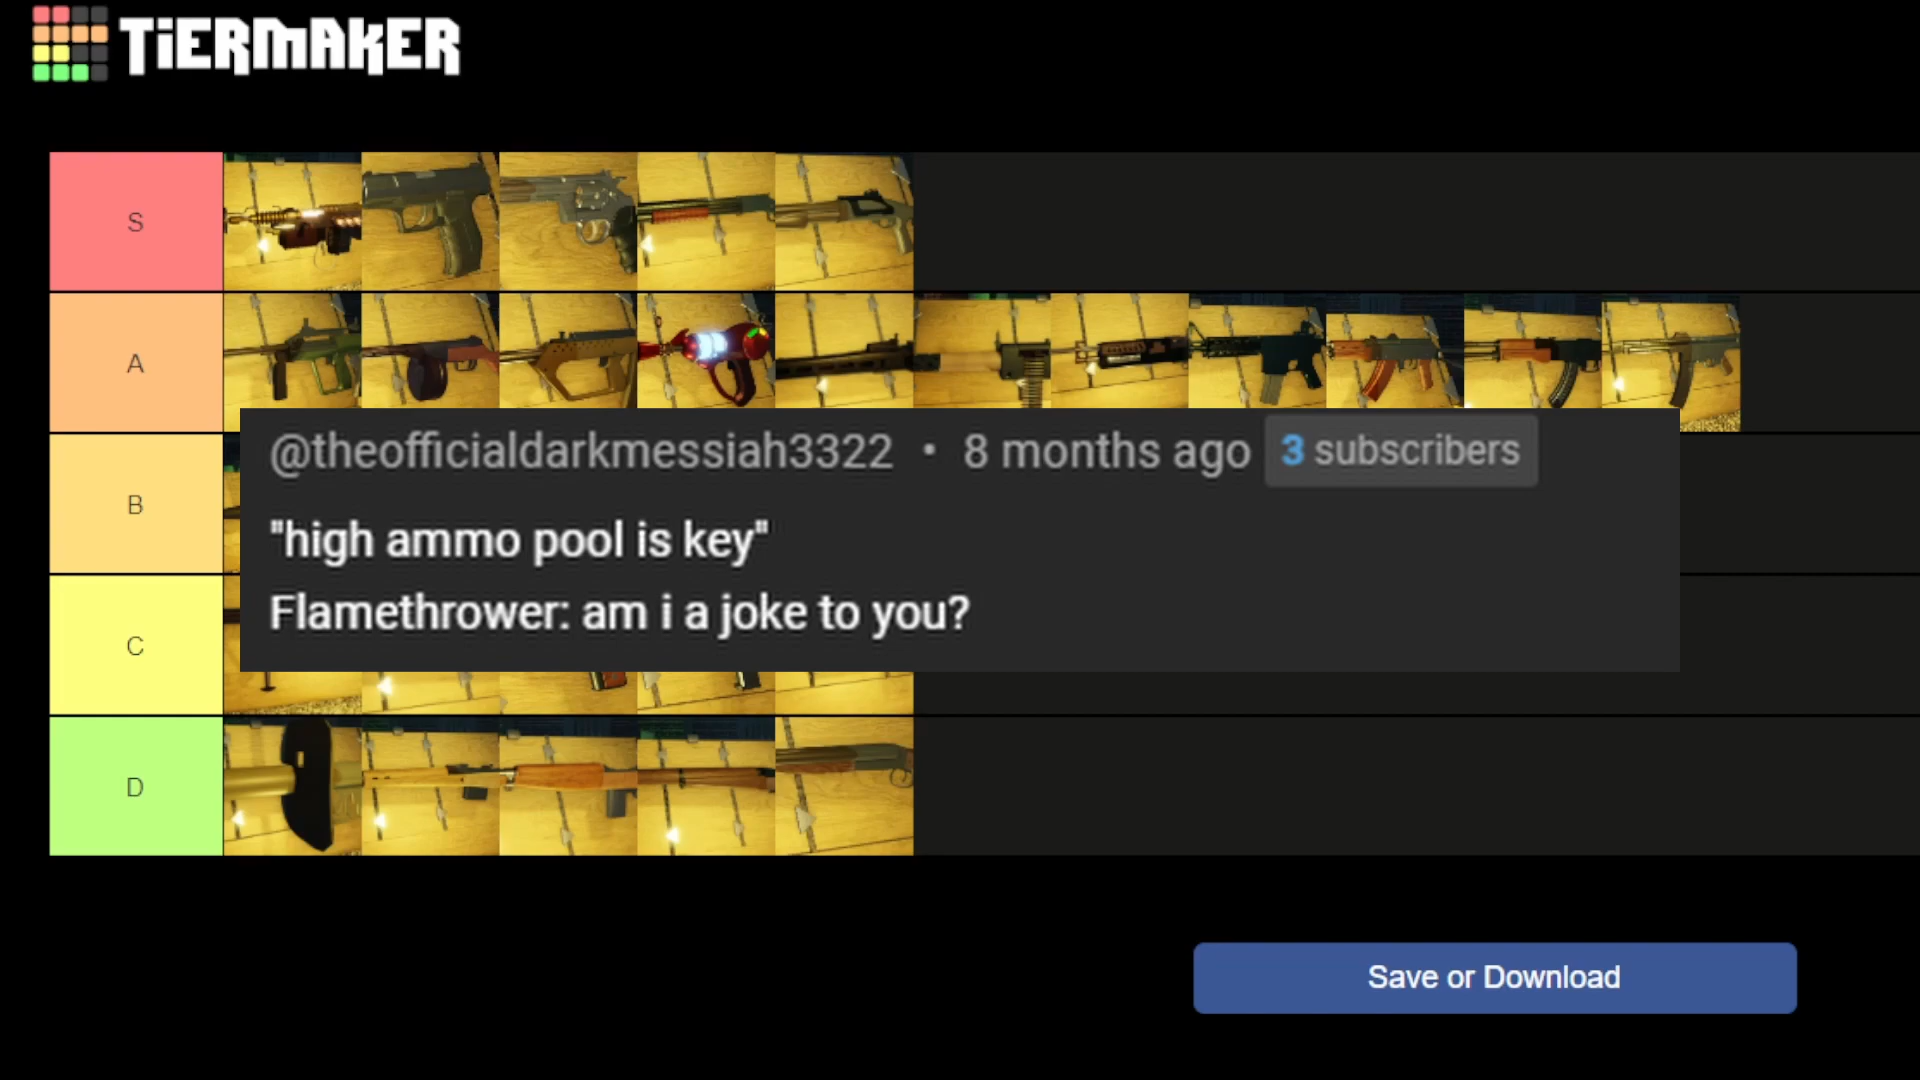 TiERMAKER
S
A
@theofficialdarkmessiah3322 • 8 months ago 3 subscribers
B
"high ammo pool is key"
Flamethrower: am i a joke to you?
C
D
Save or Download